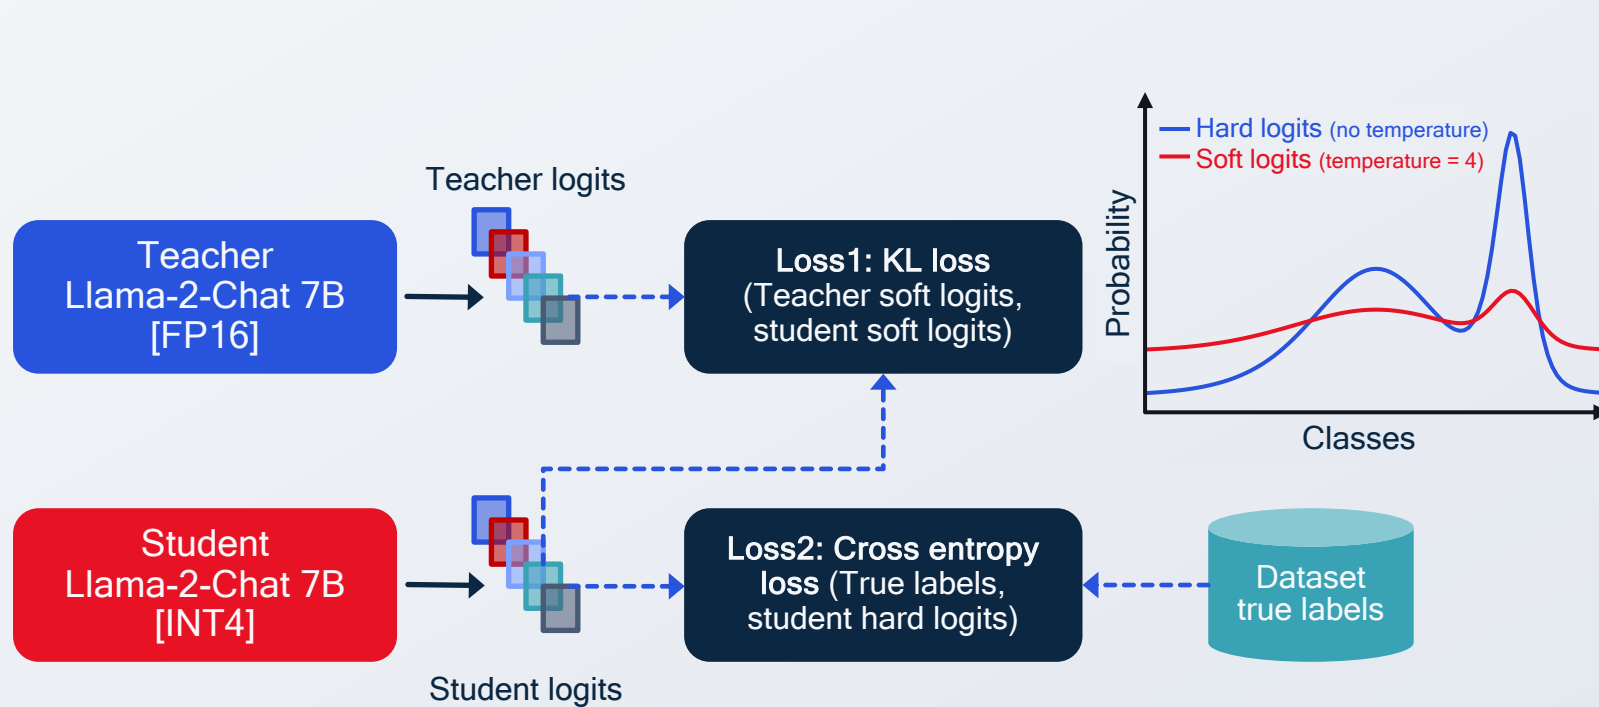 Teacher logits
Teacher
Llama-2-Chat 7B
[FP16]
Loss1: KL loss
(Teacher soft logits,
student soft logits)
Hard logits (no temperature)
Soft logits (temperature = 4)
Probability
Classes
Student
Llama-2-Chat 7B
[INT4]
Student logits
Loss2: Cross entropy
loss (True labels,
student hard logits)
Dataset
true labels